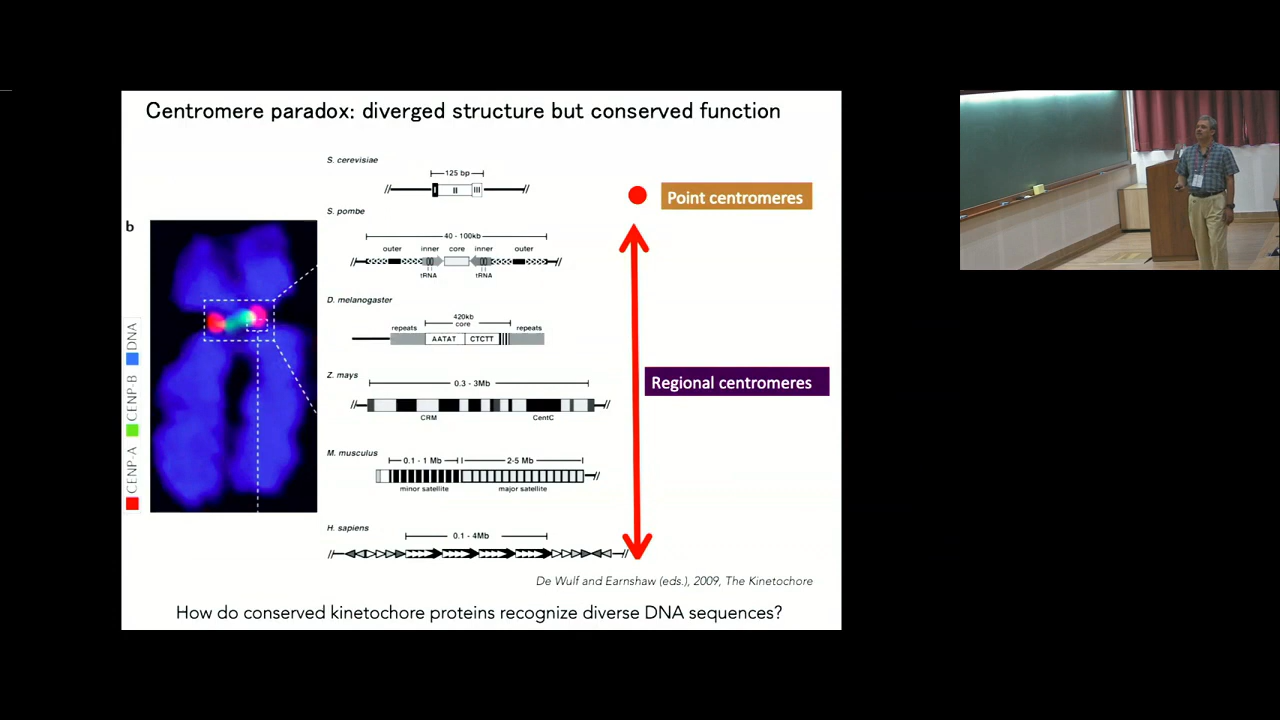 Centromere paradox: diverged structure but conserved function
S. cerevisiae
125 bp
I II III
Point centromeres
S. pombe
40 - 100kb
outer inner core inner outer
tRNA tRNA
b
D. melanogaster
420kb
core
repeats repeats
AATAT CTCTT
Z. mays
0.3 - 3Mb
CRM CentC
Regional centromeres
M. musculus
0.1 - 1 Mb 2-5 Mb
minor satellite major satellite
H. sapiens
0.1 - 4Mb
CENP-A CENP-B DNA
De Wulf and Earnshaw (eds.), 2009, The Kinetochore
How do conserved kinetochore proteins recognize diverse DNA sequences?